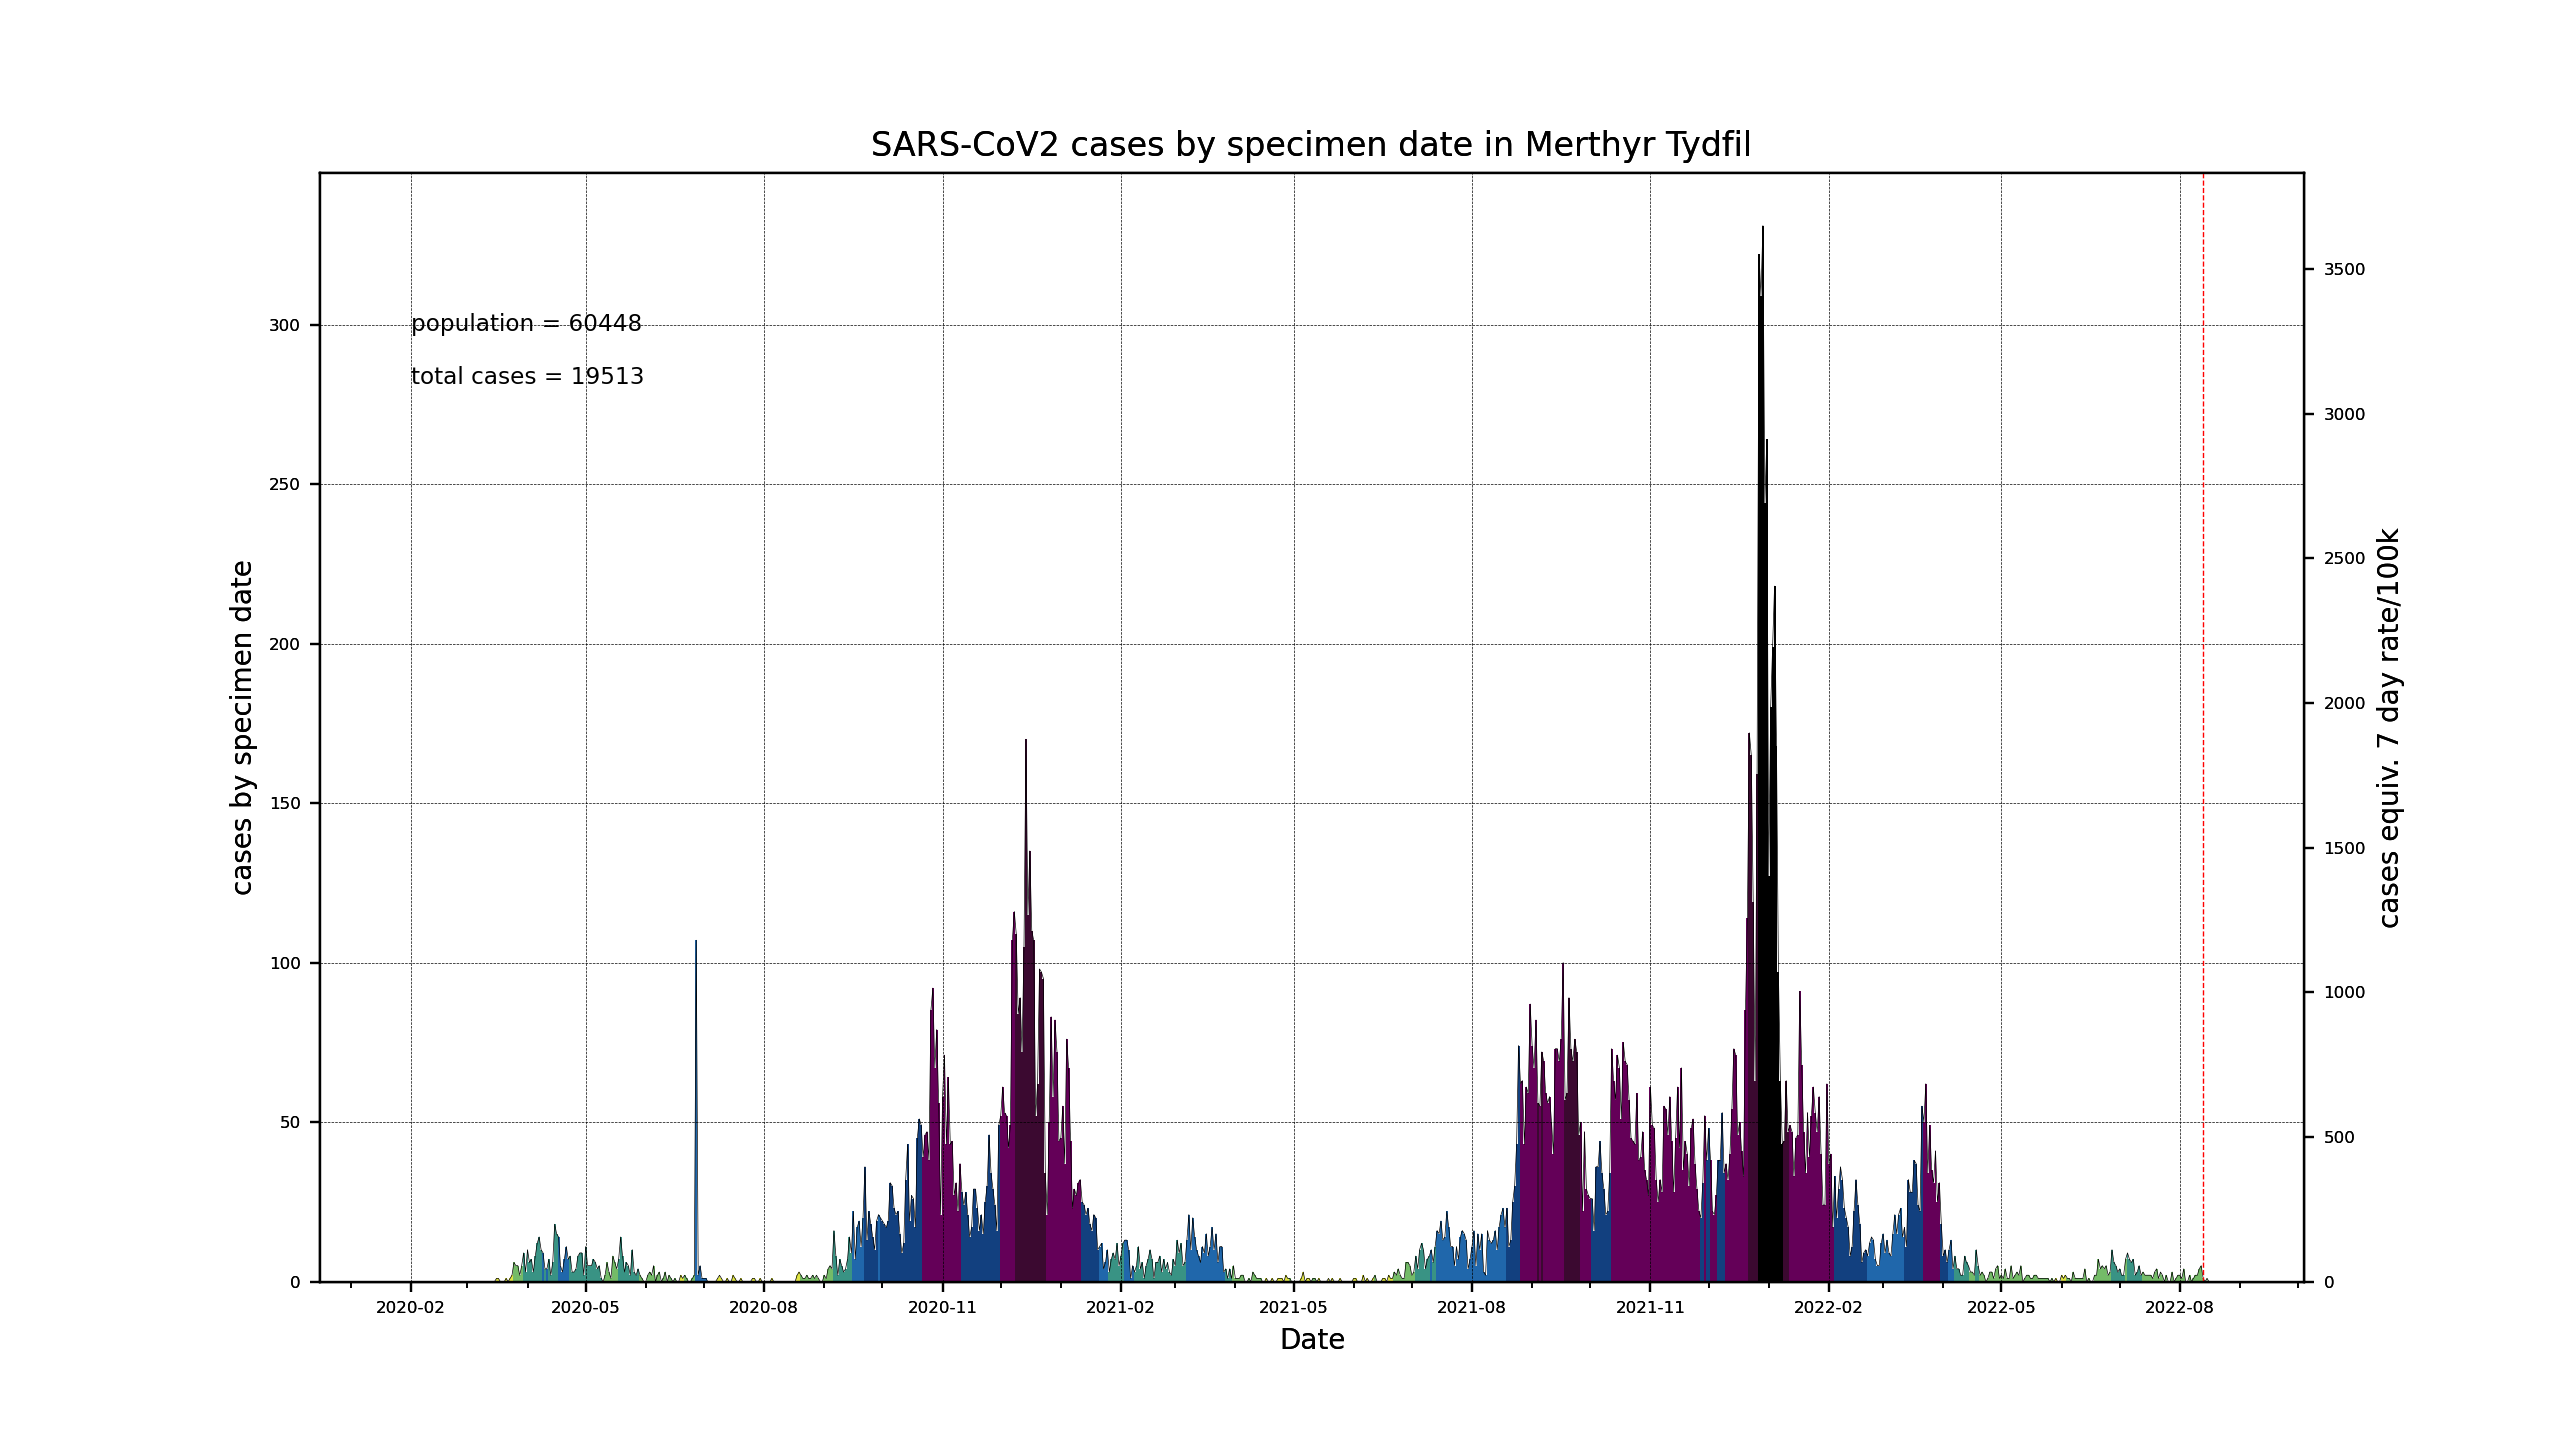 SARS-CoV2 cases by specimen date in Merthyr Tydfil
population = 60448
total cases = 19513
cases by specimen date
300
250
200
150
100
50
0
3500
3000
2500
2000
1500
1000
500
0
cases equiv. 7 day rate/100k
2020-02 2020-05 2020-08 2020-11 2021-02 2021-05 2021-08 2021-11 2022-02 2022-05 2022-08
Date